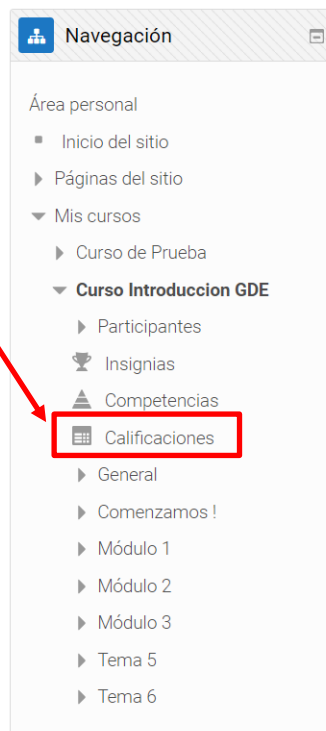 Navegación
Área personal
Inicio del sitio
Páginas del sitio
Mis cursos
Curso de Prueba
Curso Introduccion GDE
Participantes
Insignias
Competencias
Calificaciones
General
Comenzamos !
Módulo 1
Módulo 2
Módulo 3
Tema 5
Tema 6